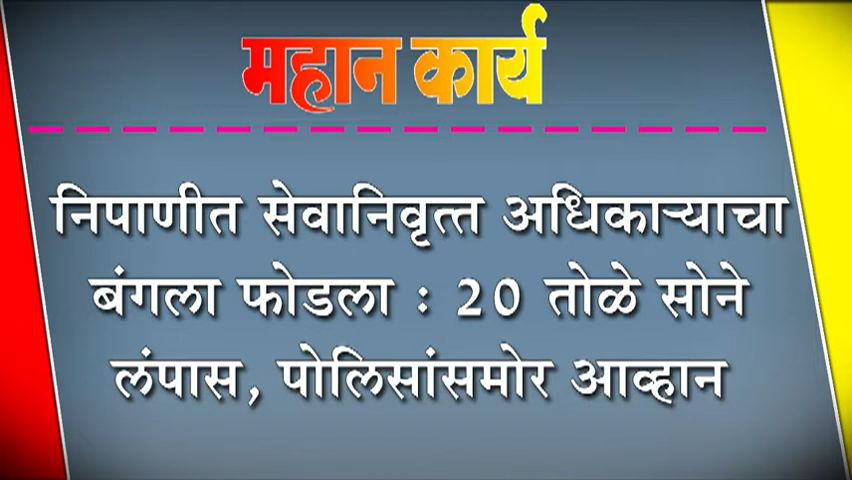 महान कार्य
निपाणीत सेवानिवृत्त अधिकाऱ्याचा
बंगला फोडला : 20 तोळे सोने
लंपास, पोलिसांसमोर आव्हान